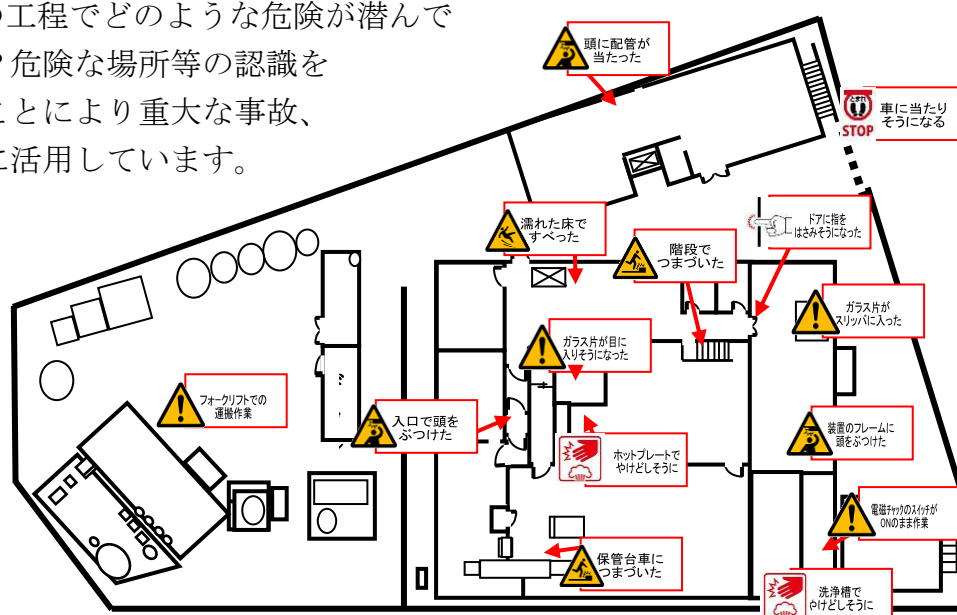 の工程でどのような危険が潜んで
危険な場所等の認識を
ことにより重大な事故、
に活用しています。
頭に配管が
当たった
とまれ
STOP
車に当たり
そうになる
濡れた床で
すべった
階段で
つまづいた
ドアに指を
はさみそうになった
ガラス片が
スリッパに入った
ガラス片が目に
入りそうになった
フォークリフトでの
運搬作業
入口で頭を
ぶつけた
装置のフレームに
頭をぶつけた
ホットプレートで
やけどしそうに
電磁チャックのスイッチが
ONのまま作業
保管台車に
つまづいた
洗浄槽で
やけどしそうに